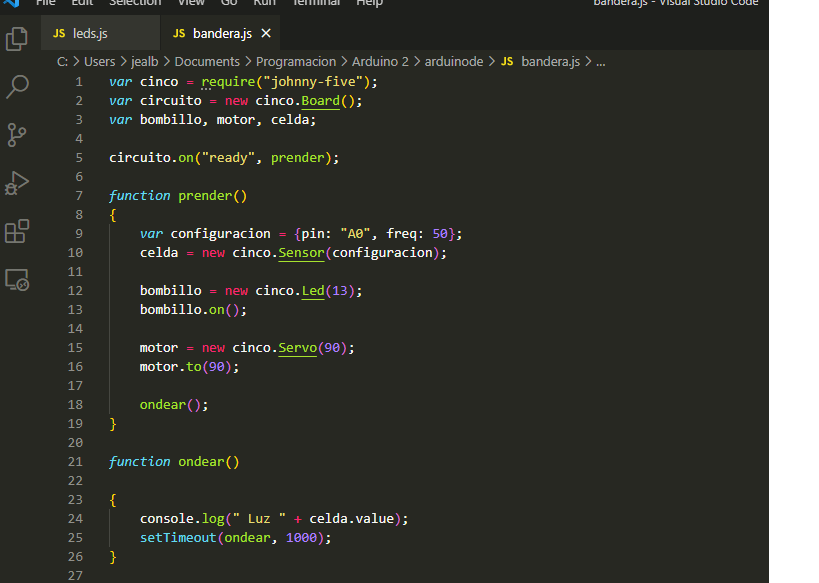 File Edit Selection View Go Run Terminal Help bandera.js - Visual Studio Code
JS leds.js JS bandera.js ×
C: > Users > jealb > Documents > Programacion > Arduino 2 > arduinode > JS bandera.js > ...
1 var cinco = require("johnny-five");
2 var circuito = new cinco.Board();
3 var bombillo, motor, celda;
4
5 circuito.on("ready", prender);
6
7 function prender()
8 {
9 var configuracion = {pin: "A0", freq: 50};
10 celda = new cinco.Sensor(configuracion);
11
12 bombillo = new cinco.Led(13);
13 bombillo.on();
14
15 motor = new cinco.Servo(90);
16 motor.to(90);
17
18 ondear();
19 }
20
21 function ondear()
22
23 {
24 console.log(" Luz " + celda.value);
25 setTimeout(ondear, 1000);
26 }
27